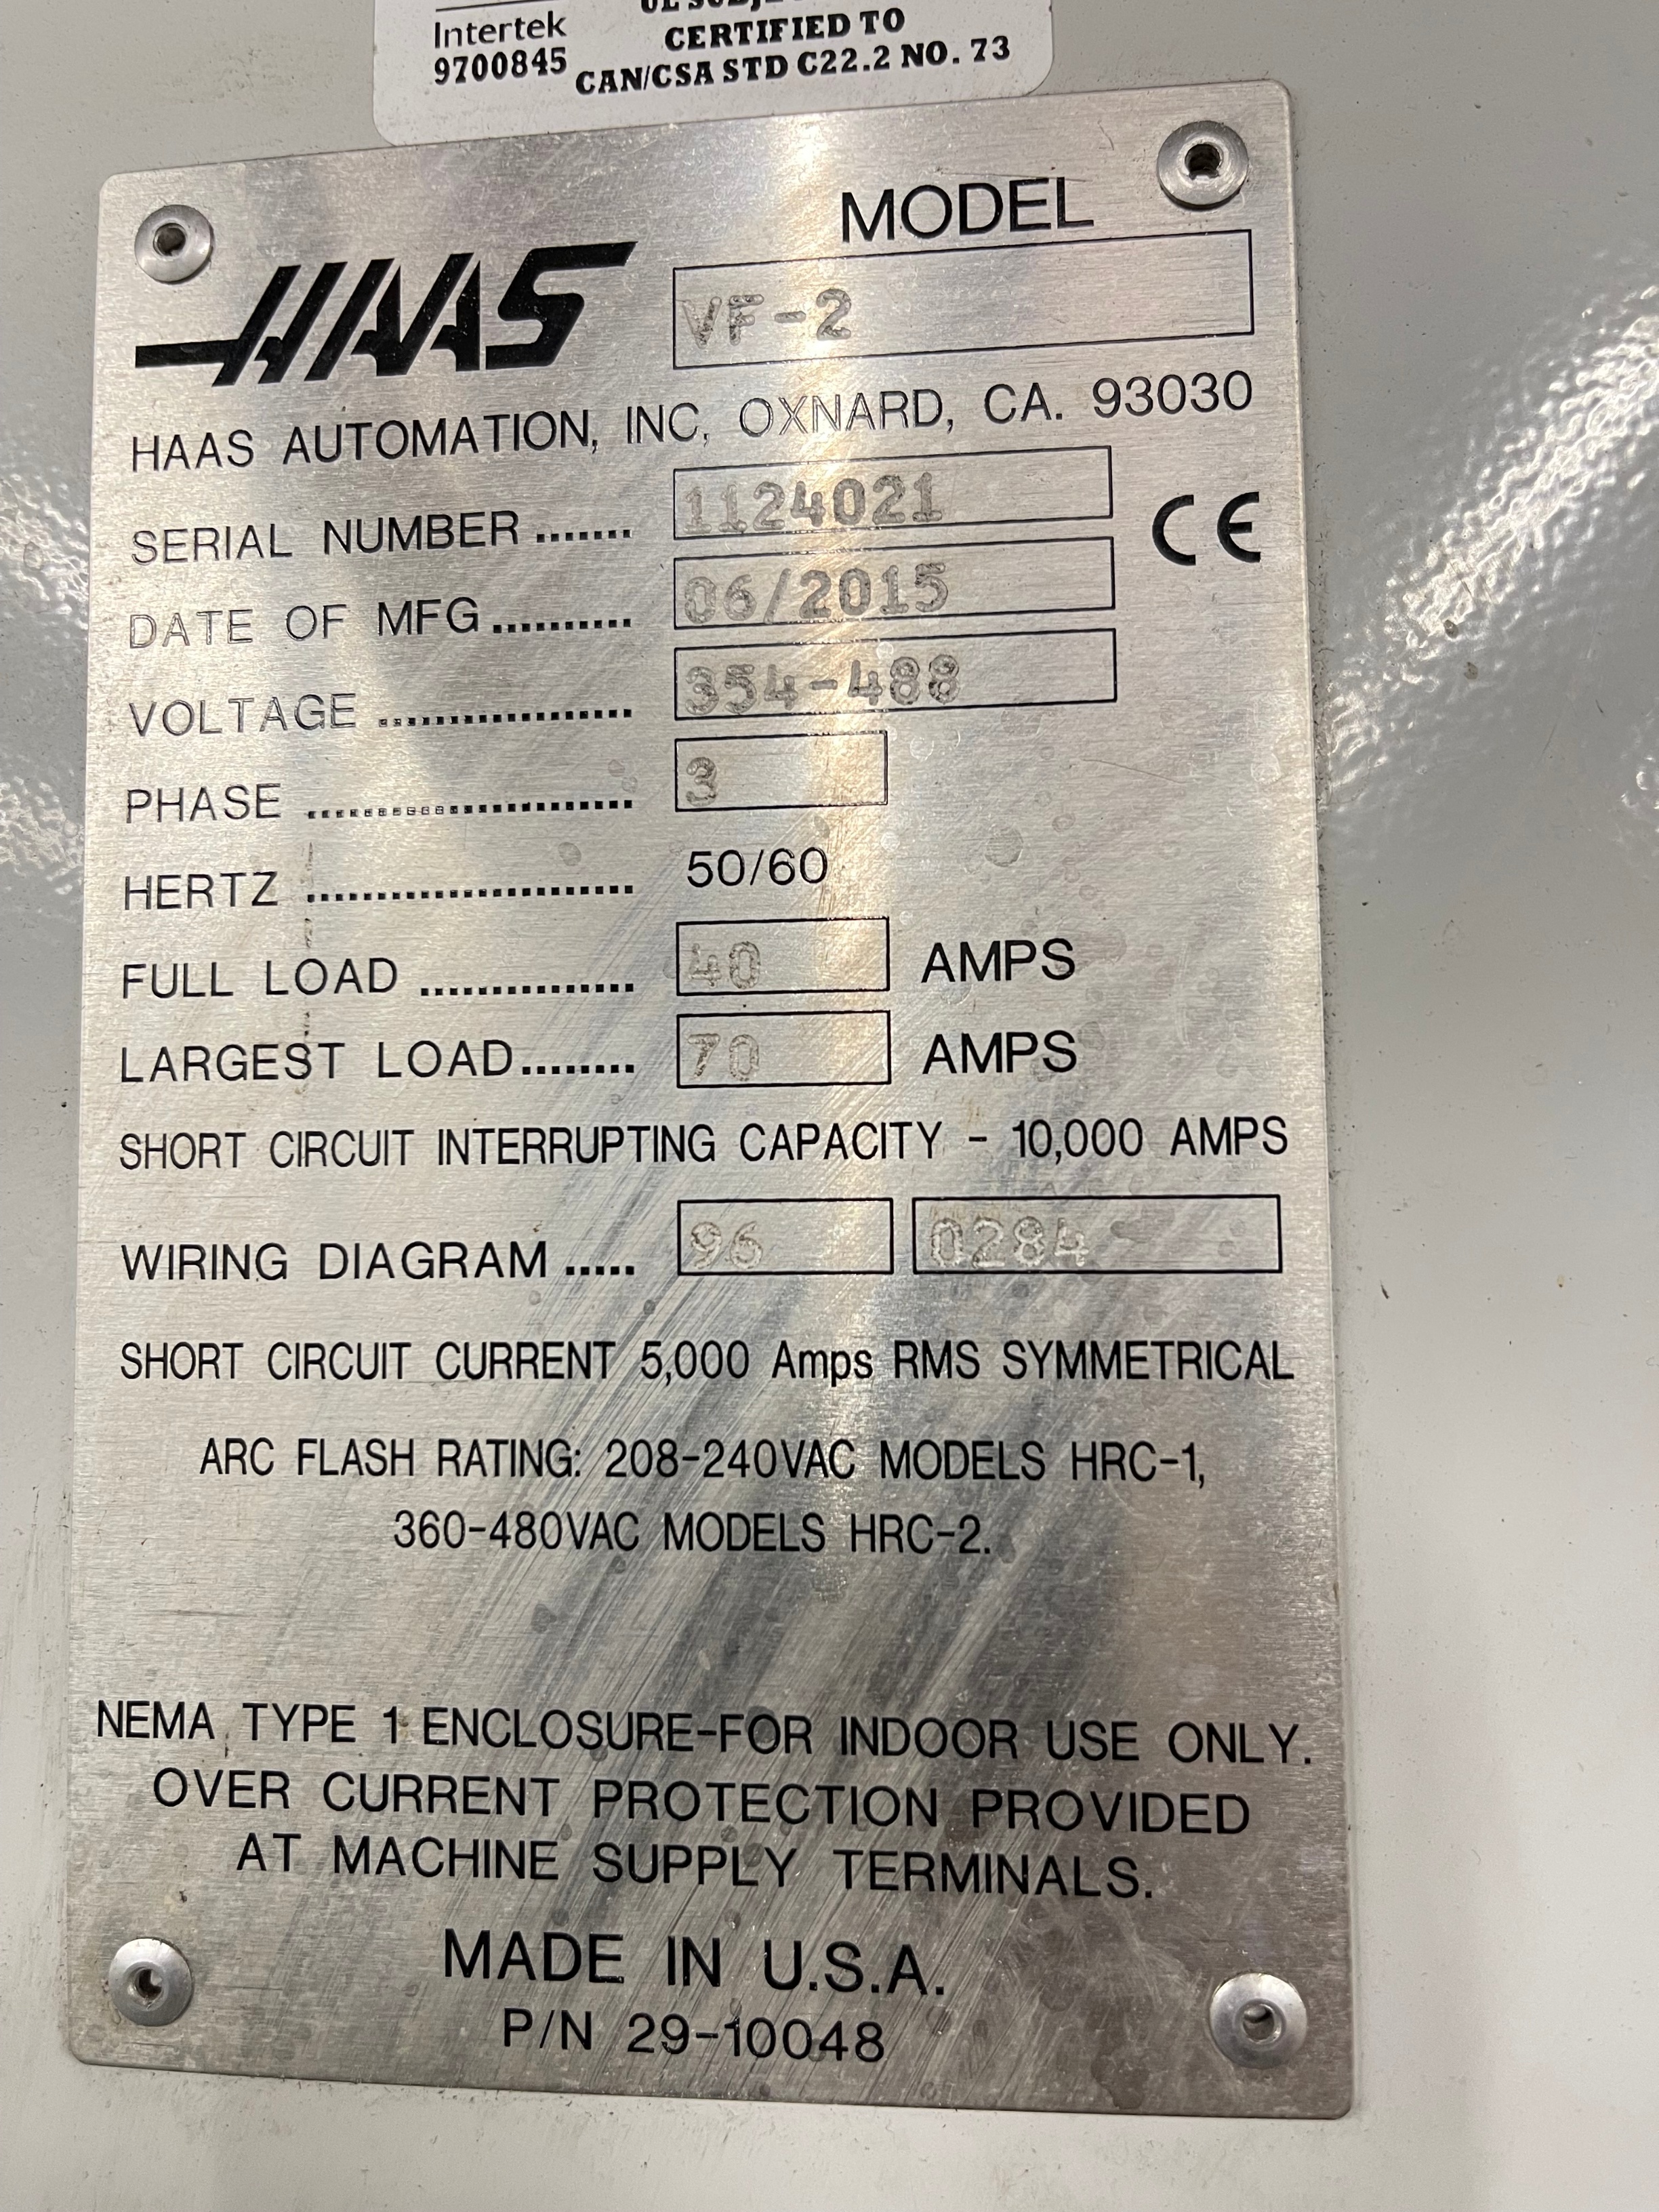 Intertek
9700845
CERTIFIED TO
CAN/CSA STD C22.2 NO. 73
MODEL
HAAS
VF-2
HAAS AUTOMATION, INC, OXNARD, CA. 93030
SERIAL NUMBER ....... 1124021
CE
DATE OF MFG .......... 06/2015
VOLTAGE .................. 354-488
PHASE ....................... 3
HERTZ ....................... 50/60
FULL LOAD ............... 40 AMPS
LARGEST LOAD........ 70 AMPS
SHORT CIRCUIT INTERRUPTING CAPACITY - 10,000 AMPS
WIRING DIAGRAM ..... 96 0284
SHORT CIRCUIT CURRENT 5,000 Amps RMS SYMMETRICAL
ARC FLASH RATING: 208-240VAC MODELS HRC-1,
360-480VAC MODELS HRC-2.
NEMA TYPE 1 ENCLOSURE-FOR INDOOR USE ONLY.
OVER CURRENT PROTECTION PROVIDED
AT MACHINE SUPPLY TERMINALS.
MADE IN U.S.A.
P/N 29-10048